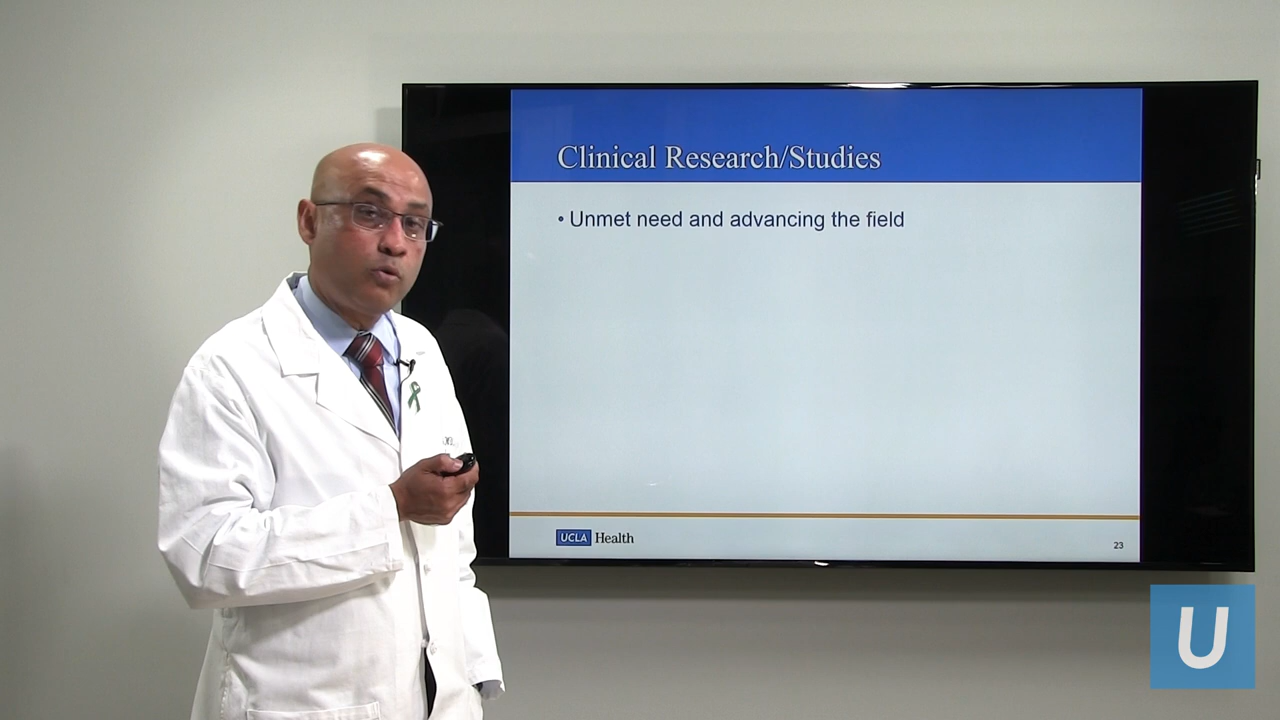 Clinical Research/Studies
• Unmet need and advancing the field
UCLA Health
23
U